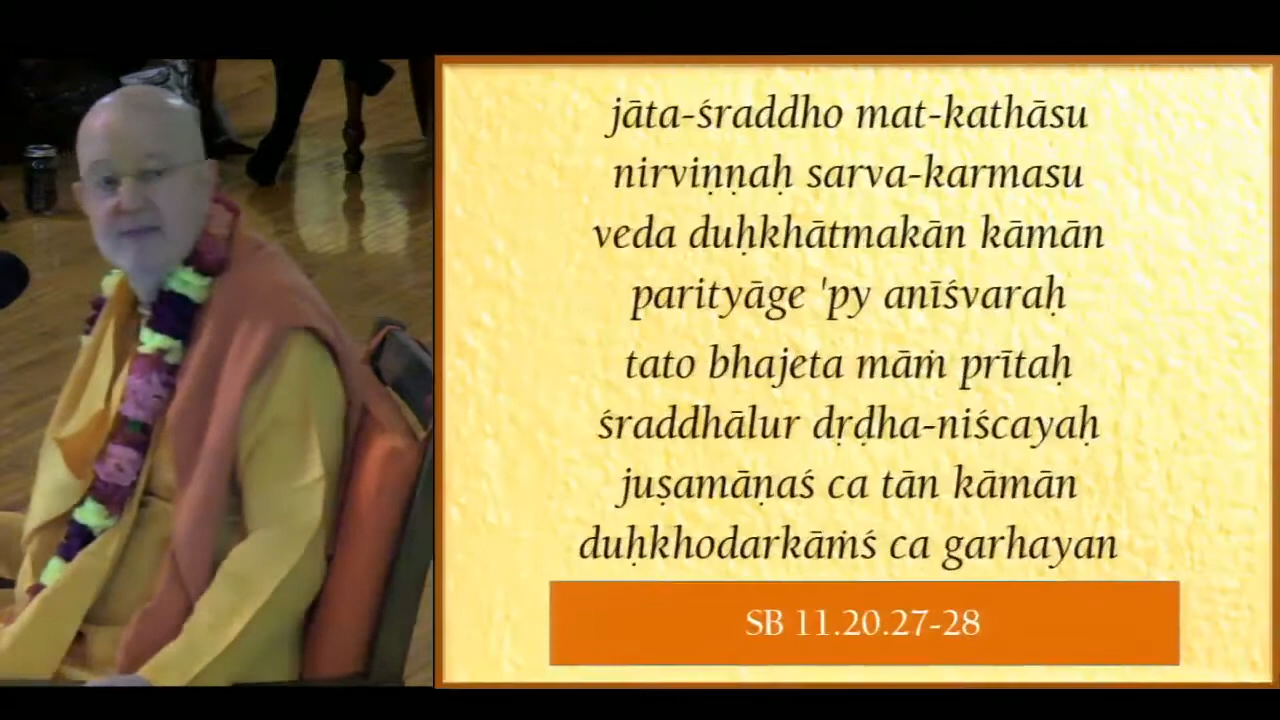 jāta-śraddho mat-kathāsu
nirviṇṇaḥ sarva-karmasu
veda duḥkhātmakān kāmān
parityāge 'py anīśvaraḥ
tato bhajeta māṁ prītaḥ
śraddhālur dṛḍha-niścayaḥ
juṣamāṇaś ca tān kāmān
duḥkhodarkāṁś ca garhayan
SB 11.20.27-28